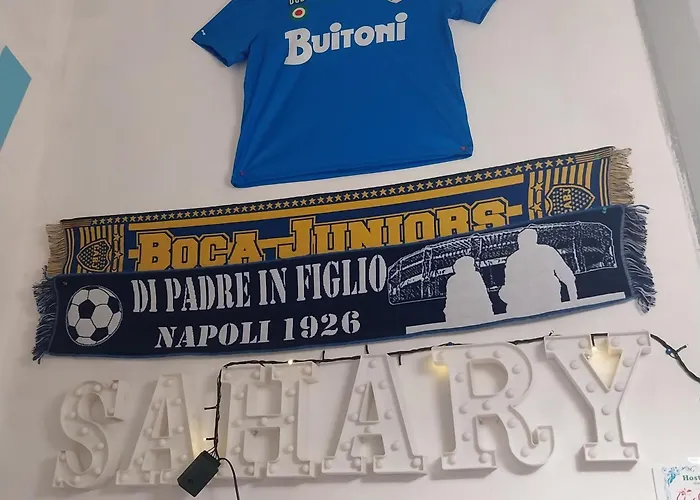 BUITONI
BOCA JUNIORS
DI PADRE IN FIGLIO
NAPOLI 1926
SAHARY